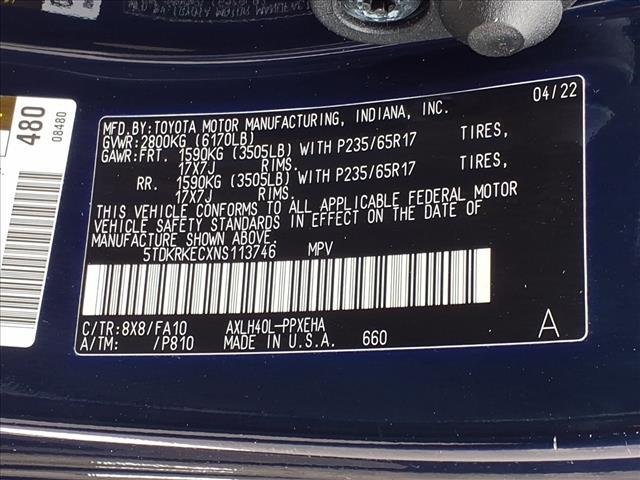 480
08480
MFD.BY:TOYOTA MOTOR MANUFACTURING, INDIANA, INC. 04/22
GVWR:2800KG (6170LB)
GAWR:FRT. 1590KG (3505LB) WITH P235/65R17 TIRES,
17X7J RIMS.
RR. 1590KG (3505LB) WITH P235/65R17 TIRES,
17X7J RIMS.
THIS VEHICLE CONFORMS TO ALL APPLICABLE FEDERAL MOTOR
VEHICLE SAFETY STANDARDS IN EFFECT ON THE DATE OF
MANUFACTURE SHOWN ABOVE.
5TDKRKECXNS113746 MPV
C/TR:8X8/FA10 AXLH40L-PPXEHA
A/TM: /P810 MADE IN U.S.A. 660 A